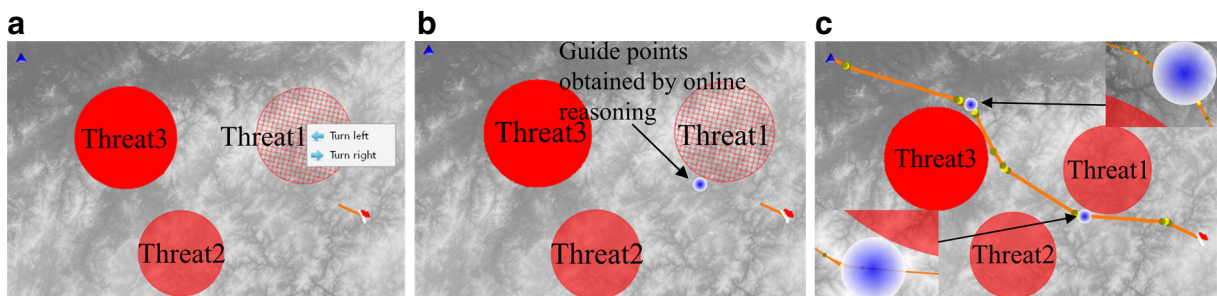 a
Threat3
Threat1
Turn left
Turn right
Threat2
b
Guide points
obtained by online
reasoning
Threat3
Threat1
Threat2
c
Threat3
Threat1
Threat2